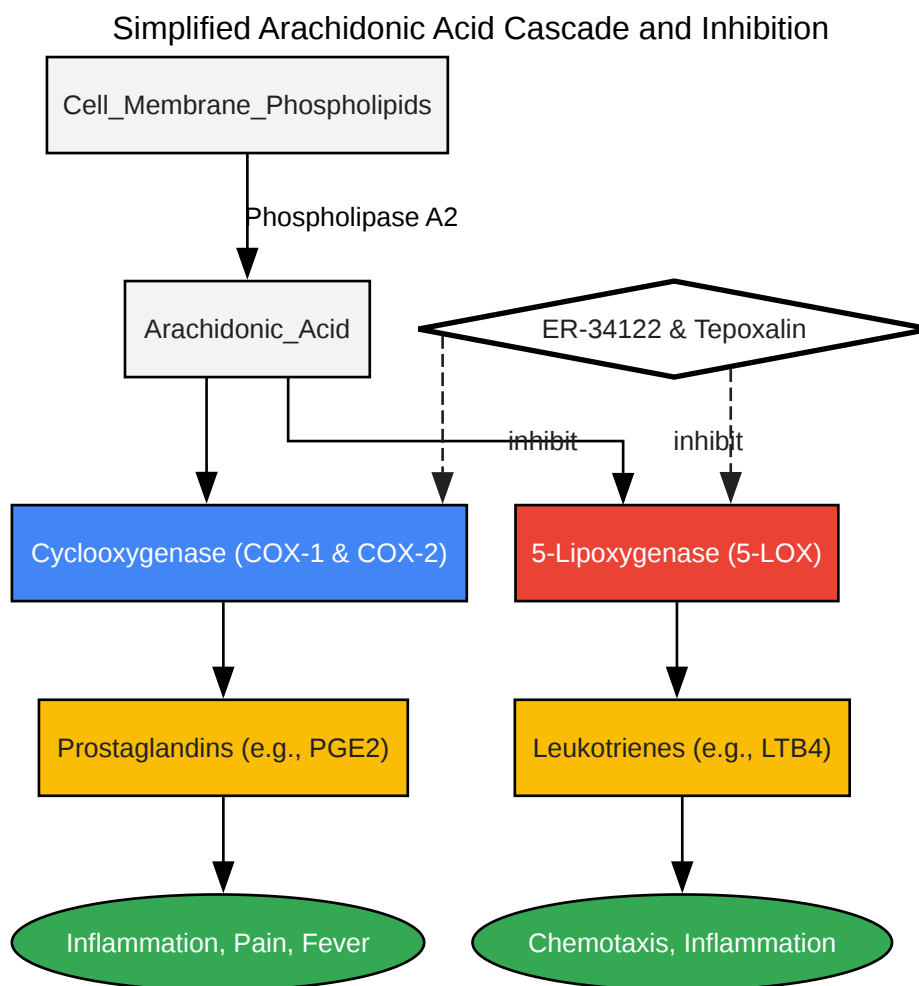 Simplified Arachidonic Acid Cascade and Inhibition
Cell_Membrane_Phospholipids
Phospholipase A2
Arachidonic_Acid
ER-34122 & Tepoxalin
inhibit
inhibit
Cyclooxygenase (COX-1 & COX-2)
5-Lipoxygenase (5-LOX)
Prostaglandins (e.g., PGE2)
Leukotrienes (e.g., LTB4)
Inflammation, Pain, Fever
Chemotaxis, Inflammation